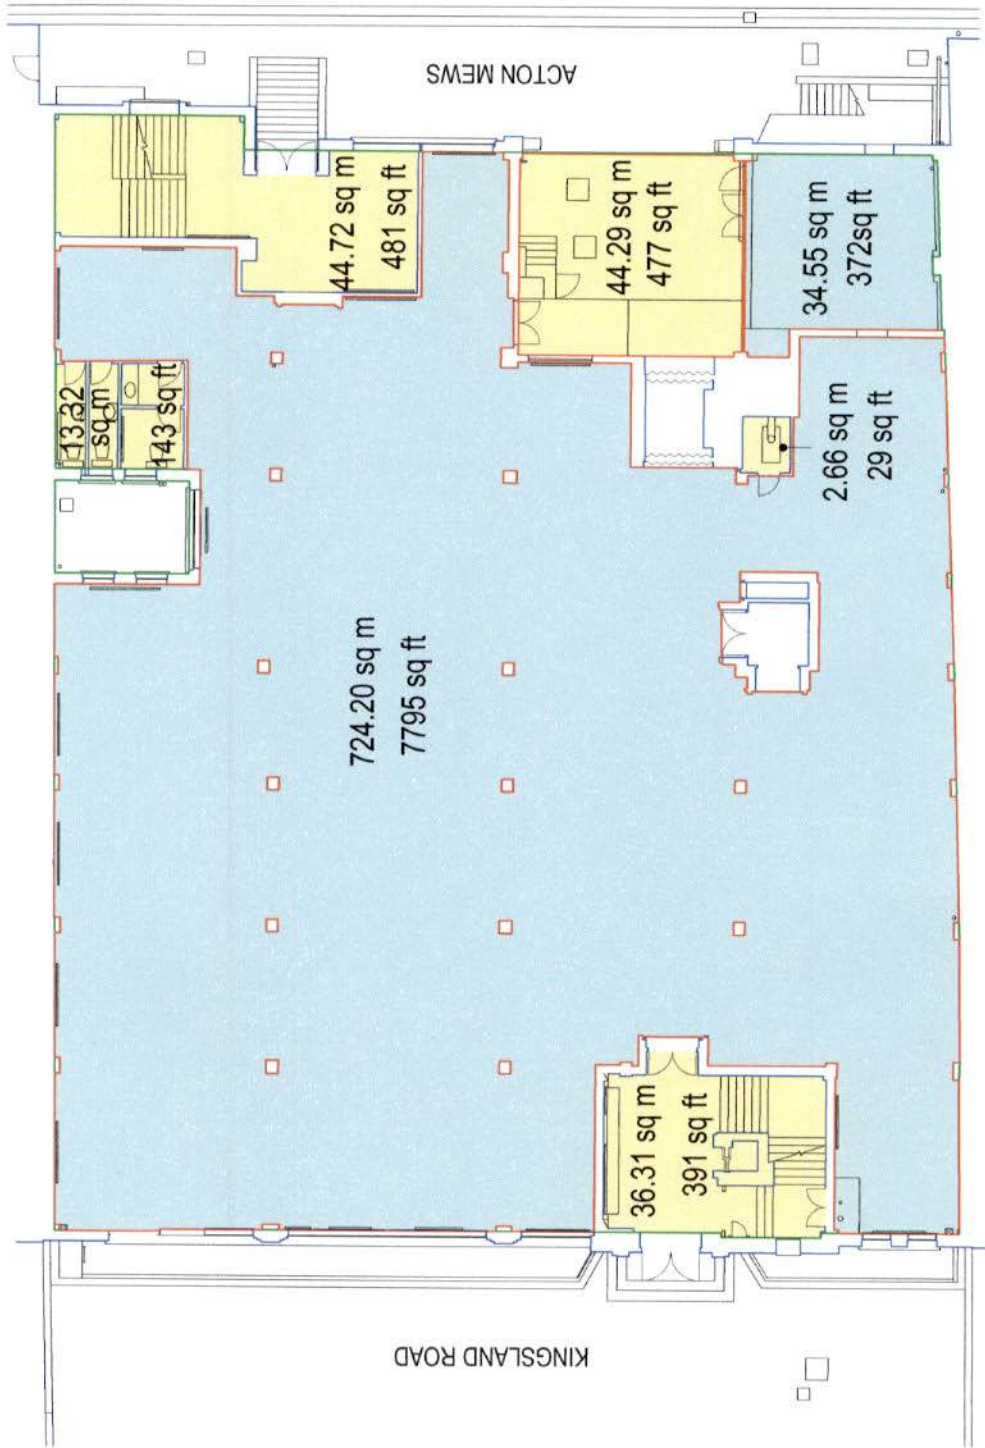 ACTON MEWS
44.72 sq m
481 sq ft
44.29 sq m
477 sq ft
34.55 sq m
372sq ft
13.32
sq m
143 sq ft
2.66 sq m
29 sq ft
724.20 sq m
7795 sq ft
36.31 sq m
391 sq ft
KINGSLAND ROAD